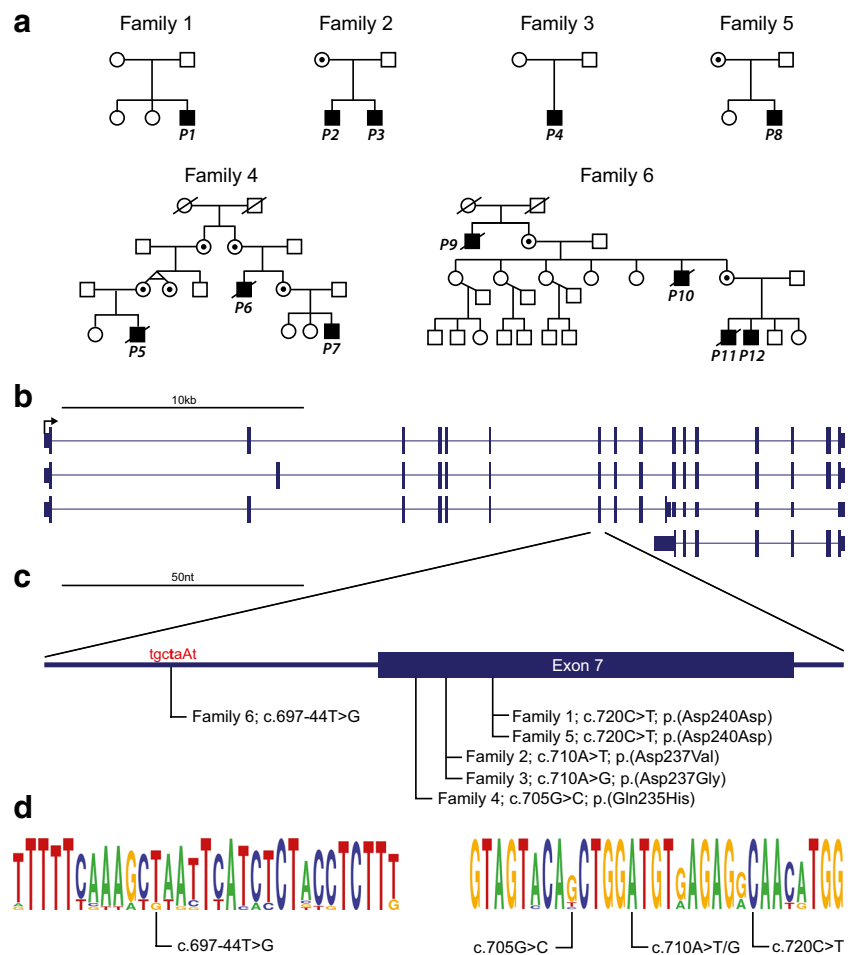 a
Family 1
Family 2
Family 3
Family 5
P1
P2
P3
P4
P8
Family 4
Family 6
P9
P6
P10
P5
P7
P11
P12
b
10kb
c
50nt
tgctaAt
Exon 7
Family 6; c.697-44T>G
Family 1; c.720C>T; p.(Asp240Asp)
Family 5; c.720C>T; p.(Asp240Asp)
Family 2; c.710A>T; p.(Asp237Val)
Family 3; c.710A>G; p.(Asp237Gly)
Family 4; c.705G>C; p.(Gln235His)
d
TTTTTCAAAGCTAATTCATCTCTACCTCTTT
GTAGTACAGCTGGATGTGAGAGGCAACATGG
c.697-44T>G
c.705G>C
c.710A>T/G
c.720C>T